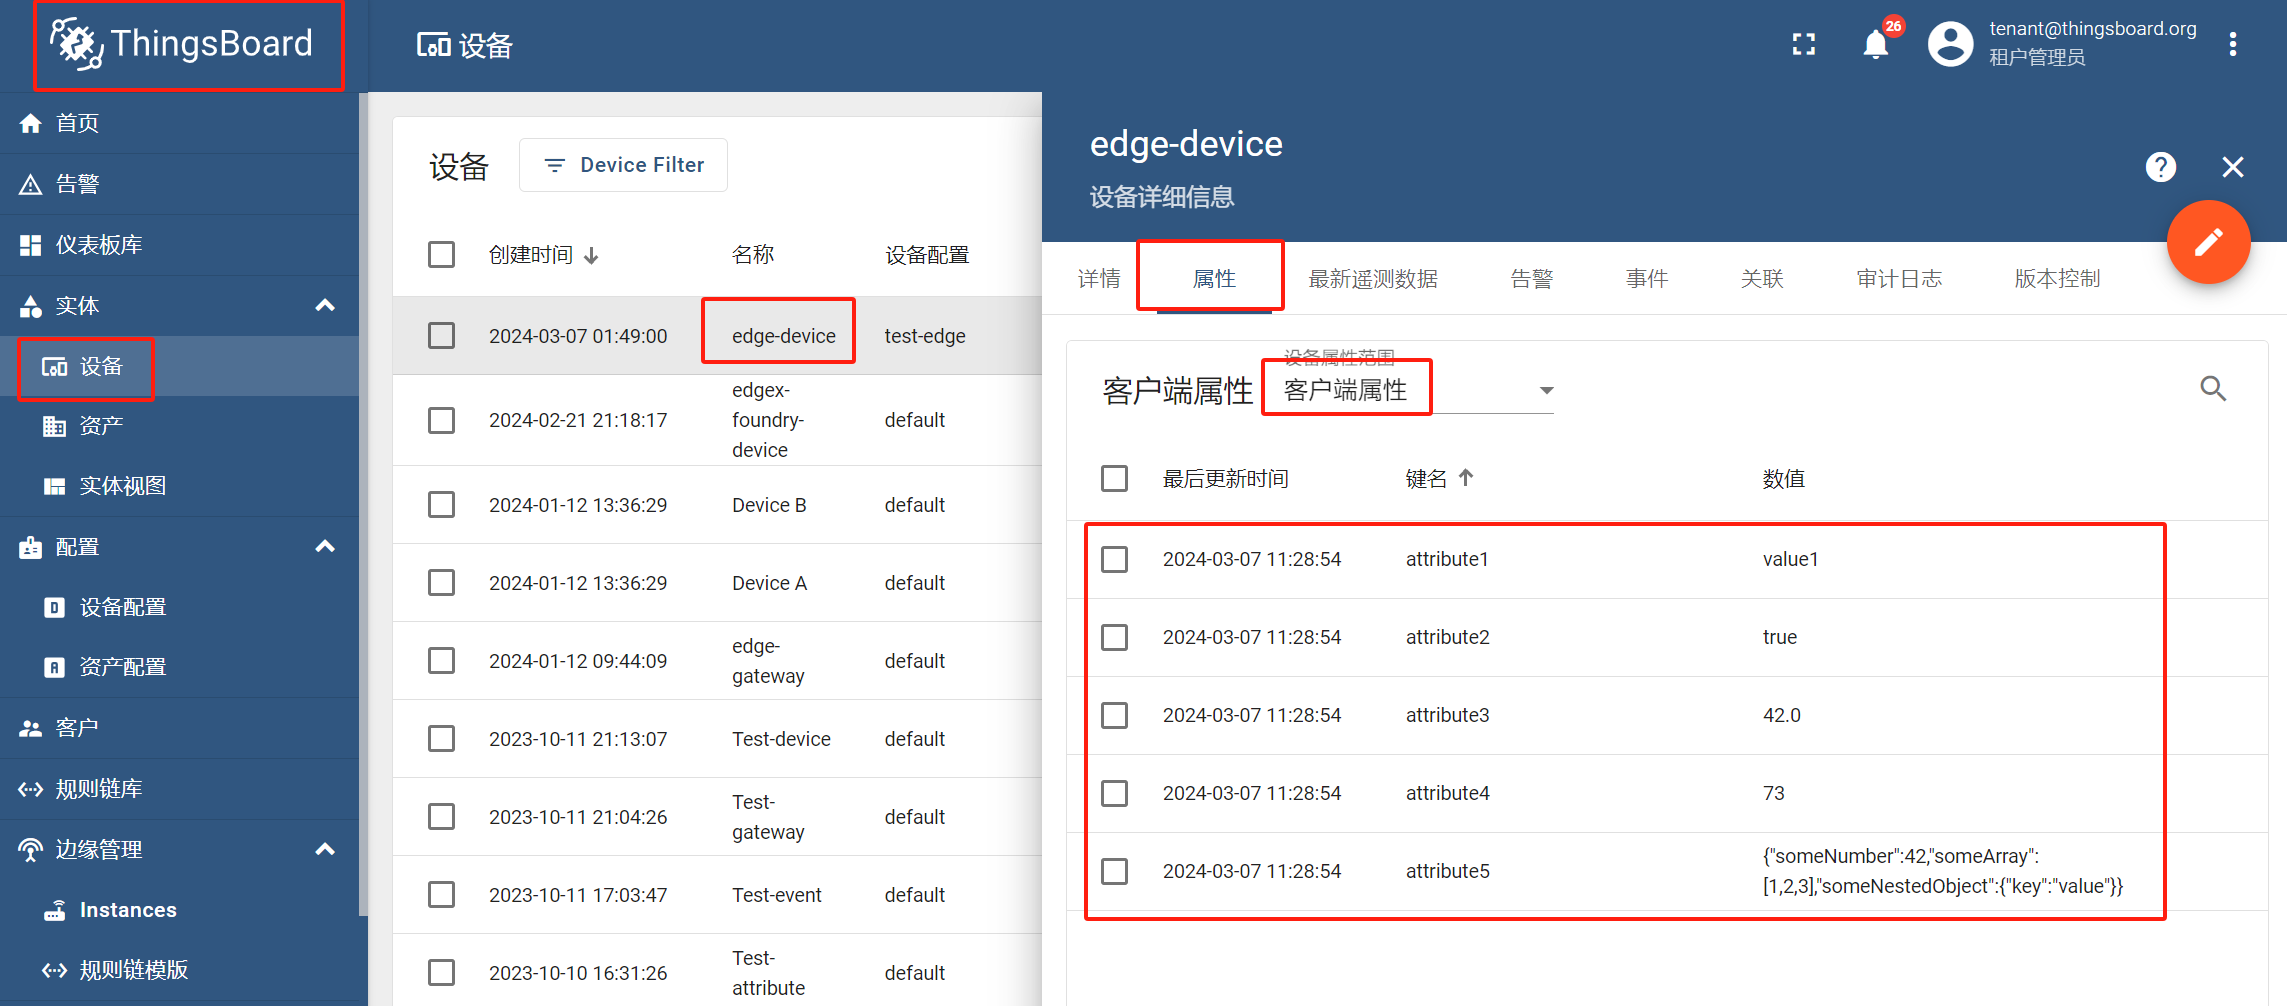 ThingsBoard
设备
26
tenant@thingsboard.org
租户管理员
首页
告警
仪表板库
实体
设备
资产
实体视图
配置
设备配置
资产配置
客户
规则链库
边缘管理
Instances
规则链模版
设备
Device Filter
创建时间
名称
设备配置
2024-03-07 01:49:00
edge-device
test-edge
2024-02-21 21:18:17
edgex-
foundry-
device
default
2024-01-12 13:36:29
Device B
default
2024-01-12 13:36:29
Device A
default
2024-01-12 09:44:09
edge-
gateway
default
2023-10-11 21:13:07
Test-device
default
2023-10-11 21:04:26
Test-
gateway
default
2023-10-11 17:03:47
Test-event
default
2023-10-10 16:31:26
Test-
attribute
default
edge-device
设备详细信息
详情
属性
最新遥测数据
告警
事件
关联
审计日志
版本控制
客户端属性
设备属性范围
客户端属性
最后更新时间
键名
数值
2024-03-07 11:28:54
attribute1
value1
2024-03-07 11:28:54
attribute2
true
2024-03-07 11:28:54
attribute3
42.0
2024-03-07 11:28:54
attribute4
73
2024-03-07 11:28:54
attribute5
{"someNumber":42,"someArray":
[1,2,3],"someNestedObject":{"key":"value"}}